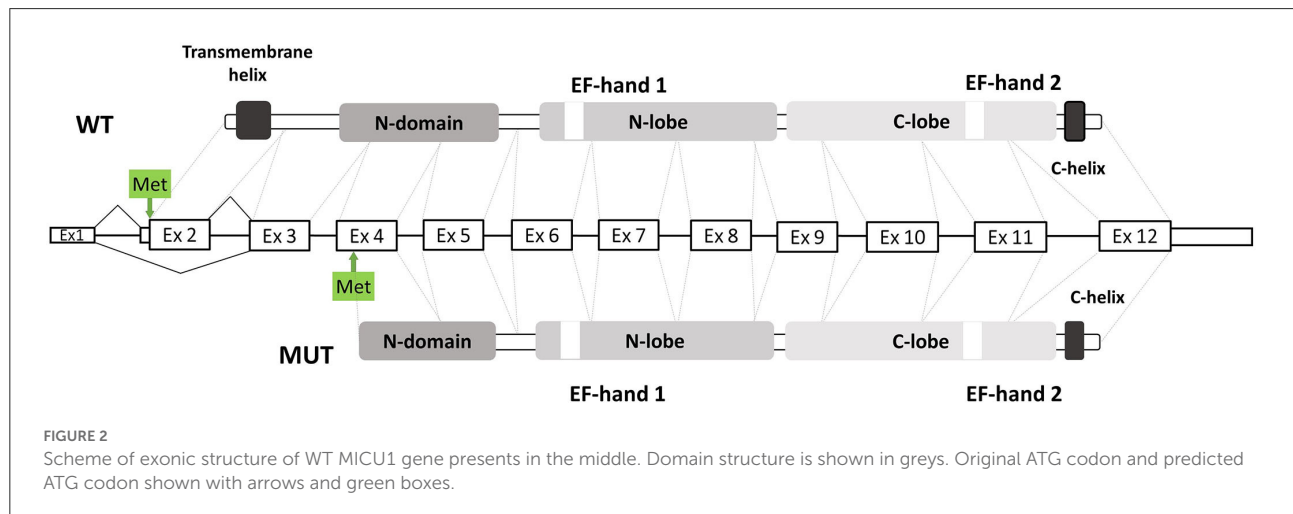 Transmembrane
helix
EF-hand 1
EF-hand 2
WT
N-domain
N-lobe
C-lobe
C-helix
Met
Ex1
Ex 2
Ex 3
Ex 4
Ex 5
Ex 6
Ex 7
Ex 8
Ex 9
Ex 10
Ex 11
Ex 12
Met
C-helix
N-domain
N-lobe
C-lobe
MUT
EF-hand 1
EF-hand 2
FIGURE 2
Scheme of exonic structure of WT MICU1 gene presents in the middle. Domain structure is shown in greys. Original ATG codon and predicted
ATG codon shown with arrows and green boxes.